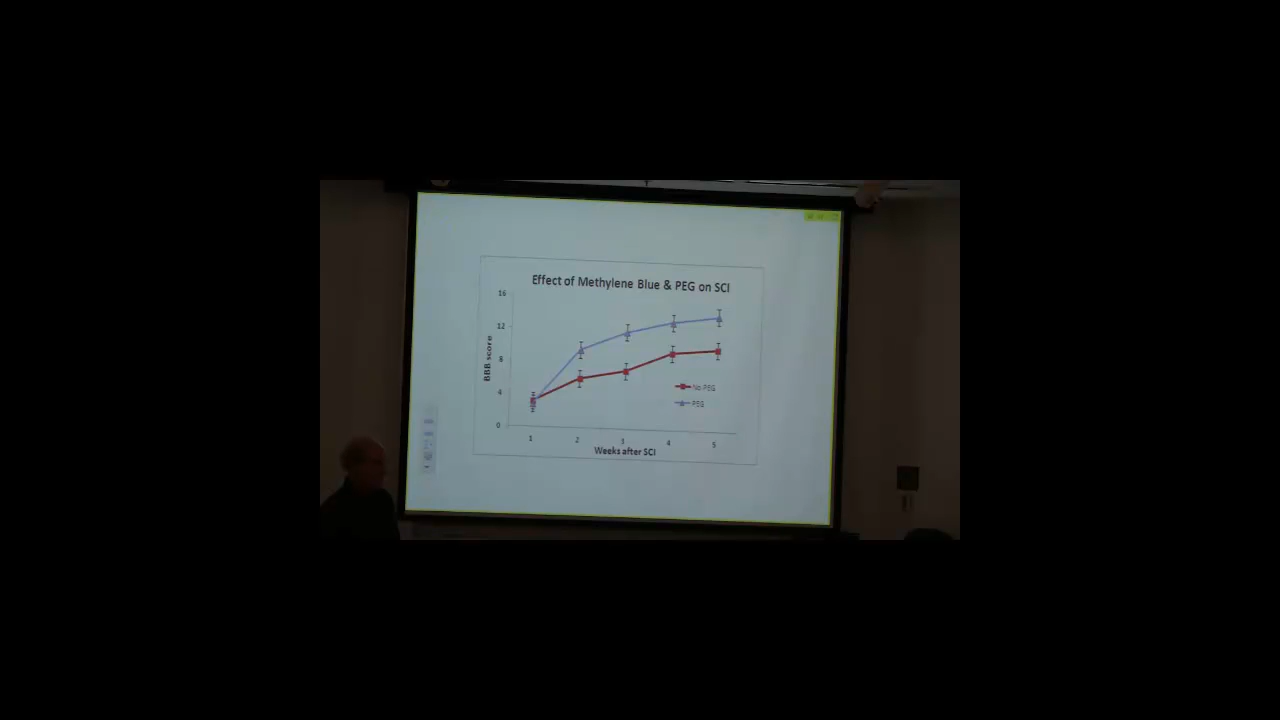 Effect of Methylene Blue & PEG on SCI
16
12
8
4
0
BBB score
No PEG
PEG
1 2 3 4 5
Weeks after SCI